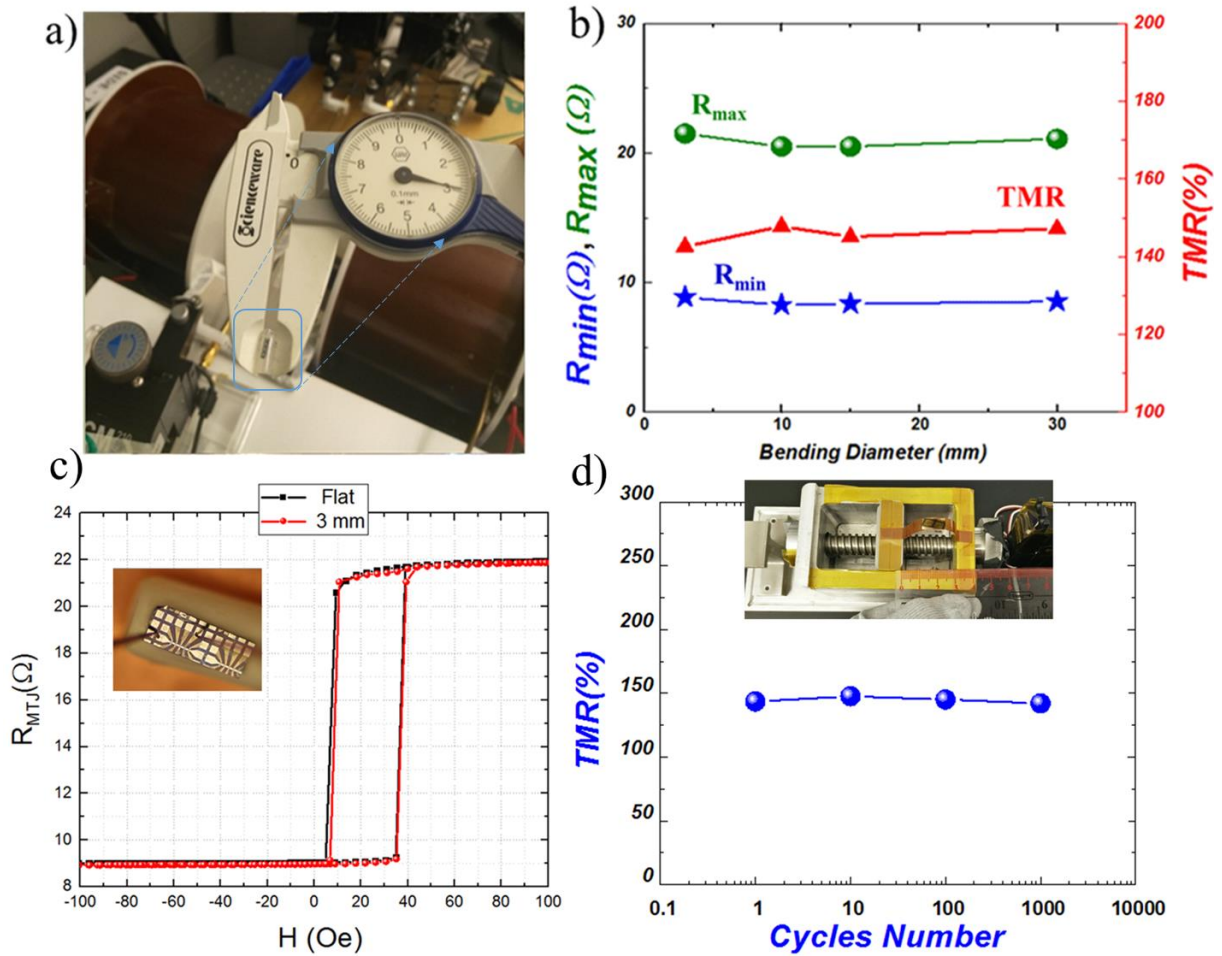 a)
Scienceware
0
0
9 1
8 2
7 3
6 4
5
0.1mm
b)
30
20
10
0
Rmin(Ω), Rmax (Ω)
Rmax
TMR
Rmin
200
180
160
140
120
100
TMR(%)
0 10 20 30
Bending Diameter (mm)
c)
Flat
3 mm
24
22
20
18
16
14
12
10
8
RMTJ(Ω)
-100 -80 -60 -40 -20 0 20 40 60 80 100
H (Oe)
d)
300
250
200
150
100
50
0
TMR(%)
0.1 1 10 100 1000 10000
Cycles Number